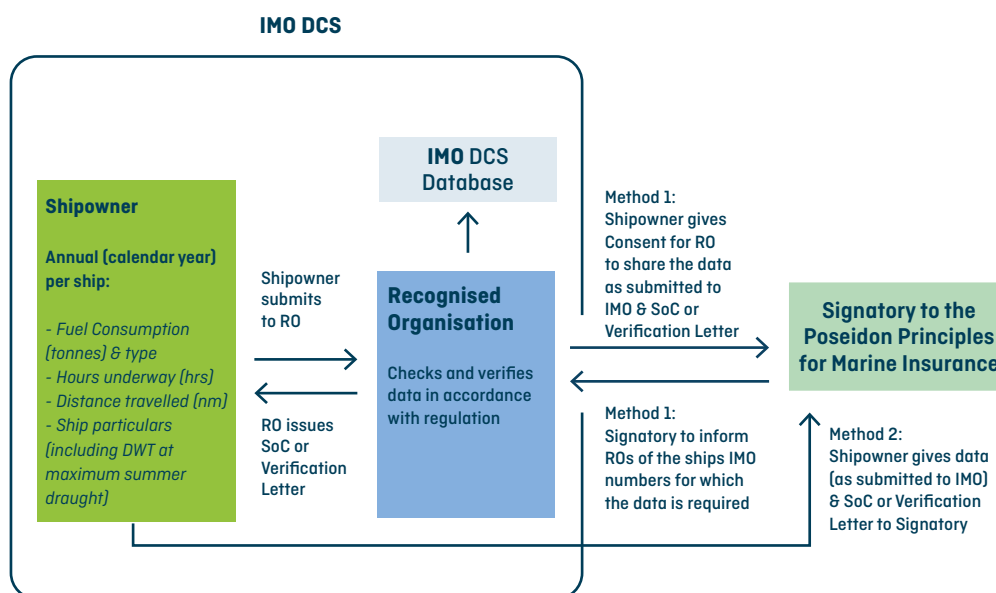 IMO DCS
IMO DCS
Database
Shipowner
Annual (calendar year)
per ship:
- Fuel Consumption
(tonnes) & type
- Hours underway (hrs)
- Distance travelled (nm)
- Ship particulars
(including DWT at
maximum summer
draught)
Shipowner
submits
to RO
RO issues
SoC or
Verification
Letter
Recognised
Organisation
Checks and verifies
data in accordance
with regulation
Method 1:
Shipowner gives
Consent for RO
to share the data
as submitted to
IMO & SoC or
Verification Letter
Method 1:
Signatory to inform
ROs of the ships IMO
numbers for which
the data is required
Signatory to the
Poseidon Principles
for Marine Insurance
Method 2:
Shipowner gives data
(as submitted to IMO)
& SoC or Verification
Letter to Signatory